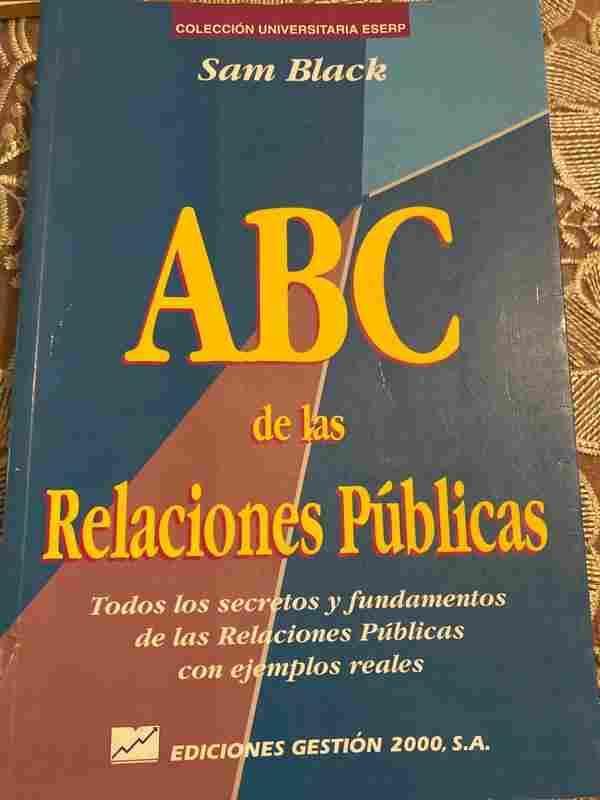 COLECCIÓN UNIVERSITARIA ESERP
Sam Black
ABC
de las
Relaciones Públicas
Todos los secretos y fundamentos
de las Relaciones Públicas
con ejemplos reales
EDICIONES GESTIÓN 2000, S.A.